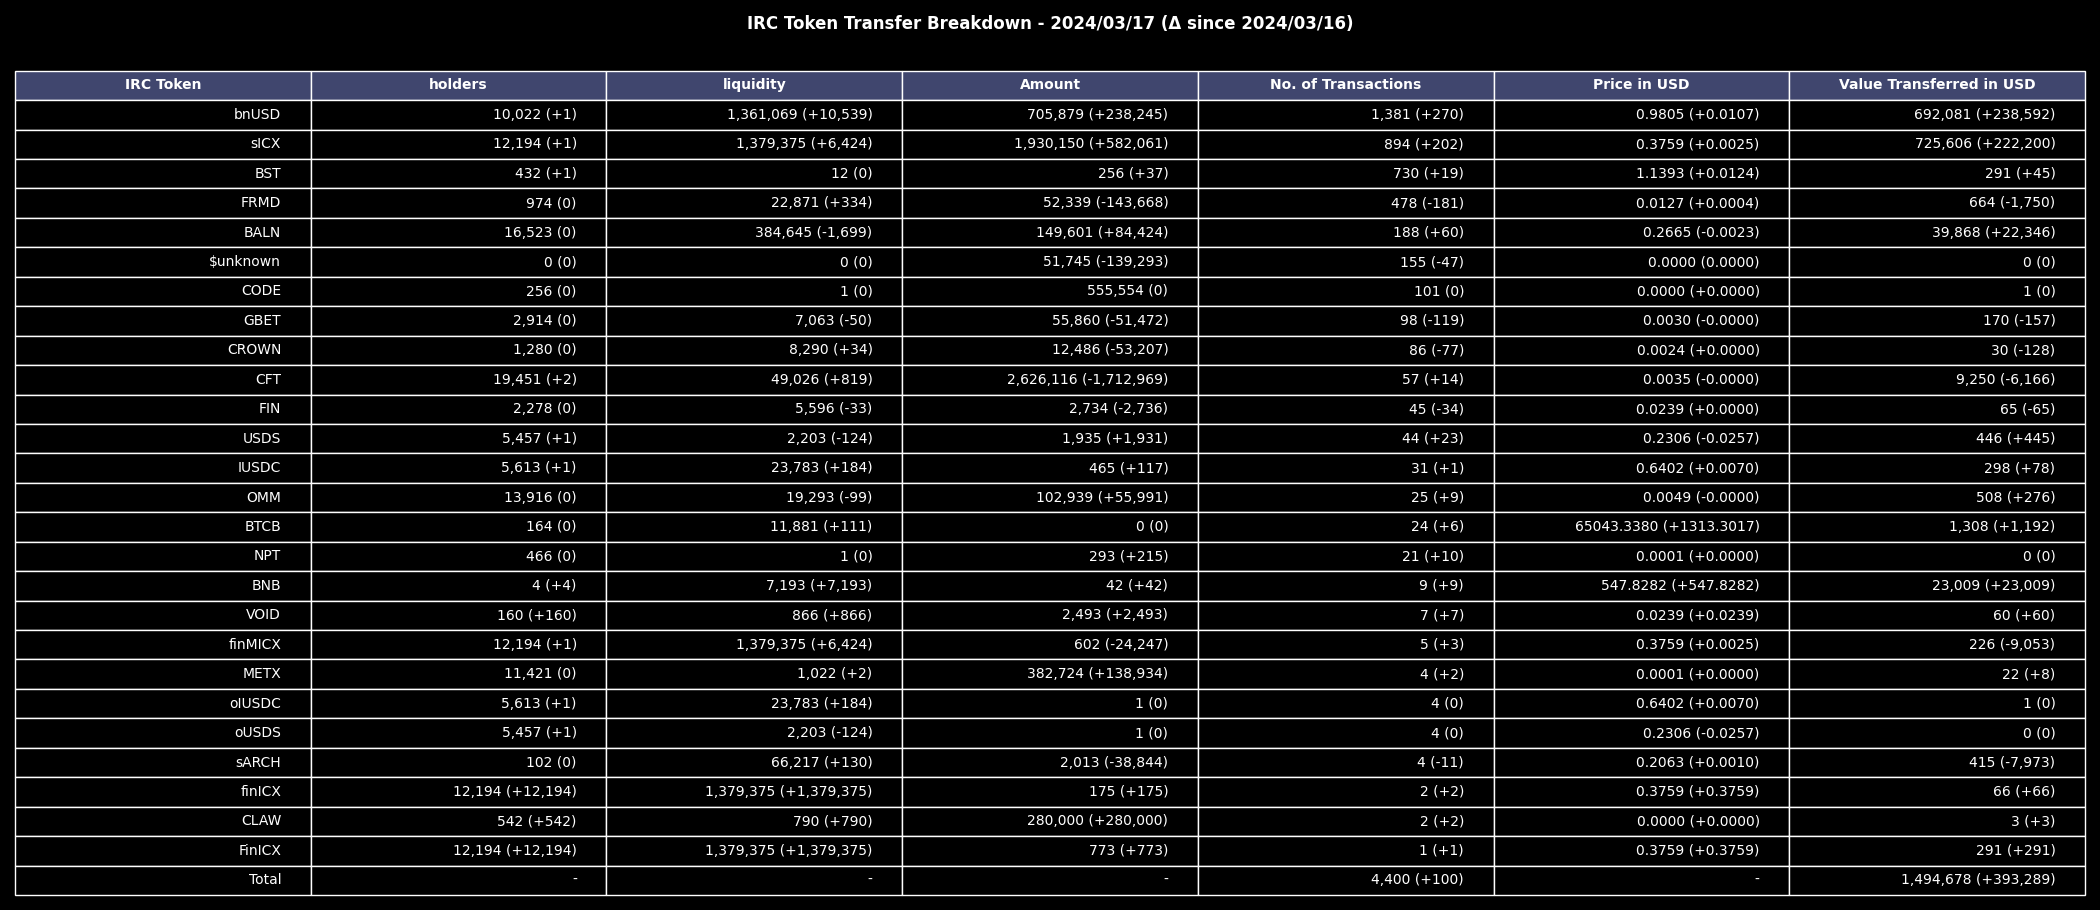 IRC Token Transfer Breakdown - 2024/03/17 (Δ since 2024/03/16)
IRC Token holders liquidity Amount No. of Transactions Price in USD Value Transferred in USD
bnUSD 10,022 (+1) 1,361,069 (+10,539) 705,879 (+238,245) 1,381 (+270) 0.9805 (+0.0107) 692,081 (+238,592)
sICX 12,194 (+1) 1,379,375 (+6,424) 1,930,150 (+582,061) 894 (+202) 0.3759 (+0.0025) 725,606 (+222,200)
BST 432 (+1) 12 (0) 256 (+37) 730 (+19) 1.1393 (+0.0124) 291 (+45)
FRMD 974 (0) 22,871 (+334) 52,339 (-143,668) 478 (-181) 0.0127 (+0.0004) 664 (-1,750)
BALN 16,523 (0) 384,645 (-1,699) 149,601 (+84,424) 188 (+60) 0.2665 (-0.0023) 39,868 (+22,346)
$unknown 0 (0) 0 (0) 51,745 (-139,293) 155 (-47) 0.0000 (0.0000) 0 (0)
CODE 256 (0) 1 (0) 555,554 (0) 101 (0) 0.0000 (+0.0000) 1 (0)
GBET 2,914 (0) 7,063 (-50) 55,860 (-51,472) 98 (-119) 0.0030 (-0.0000) 170 (-157)
CROWN 1,280 (0) 8,290 (+34) 12,486 (-53,207) 86 (-77) 0.0024 (+0.0000) 30 (-128)
CFT 19,451 (+2) 49,026 (+819) 2,626,116 (-1,712,969) 57 (+14) 0.0035 (-0.0000) 9,250 (-6,166)
FIN 2,278 (0) 5,596 (-33) 2,734 (-2,736) 45 (-34) 0.0239 (+0.0000) 65 (-65)
USDS 5,457 (+1) 2,203 (-124) 1,935 (+1,931) 44 (+23) 0.2306 (-0.0257) 446 (+445)
IUSDC 5,613 (+1) 23,783 (+184) 465 (+117) 31 (+1) 0.6402 (+0.0070) 298 (+78)
OMM 13,916 (0) 19,293 (-99) 102,939 (+55,991) 25 (+9) 0.0049 (-0.0000) 508 (+276)
BTCB 164 (0) 11,881 (+111) 0 (0) 24 (+6) 65043.3380 (+1313.3017) 1,308 (+1,192)
NPT 466 (0) 1 (0) 293 (+215) 21 (+10) 0.0001 (+0.0000) 0 (0)
BNB 4 (+4) 7,193 (+7,193) 42 (+42) 9 (+9) 547.8282 (+547.8282) 23,009 (+23,009)
VOID 160 (+160) 866 (+866) 2,493 (+2,493) 7 (+7) 0.0239 (+0.0239) 60 (+60)
finMICX 12,194 (+1) 1,379,375 (+6,424) 602 (-24,247) 5 (+3) 0.3759 (+0.0025) 226 (-9,053)
METX 11,421 (0) 1,022 (+2) 382,724 (+138,934) 4 (+2) 0.0001 (+0.0000) 22 (+8)
oIUSDC 5,613 (+1) 23,783 (+184) 1 (0) 4 (0) 0.6402 (+0.0070) 1 (0)
oUSDS 5,457 (+1) 2,203 (-124) 1 (0) 4 (0) 0.2306 (-0.0257) 0 (0)
sARCH 102 (0) 66,217 (+130) 2,013 (-38,844) 4 (-11) 0.2063 (+0.0010) 415 (-7,973)
finICX 12,194 (+12,194) 1,379,375 (+1,379,375) 175 (+175) 2 (+2) 0.3759 (+0.3759) 66 (+66)
CLAW 542 (+542) 790 (+790) 280,000 (+280,000) 2 (+2) 0.0000 (+0.0000) 3 (+3)
FinICX 12,194 (+12,194) 1,379,375 (+1,379,375) 773 (+773) 1 (+1) 0.3759 (+0.3759) 291 (+291)
Total - - - 4,400 (+100) - 1,494,678 (+393,289)